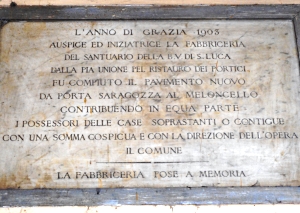 L'ANNO DI GRAZIA 1903
AUSPICE ED INIZIATRICE LA FABBRICERIA
DEL SANTUARIO DELLA B V DI S. LUCA
DALLA PIA UNIONE PEL RESTAURO DEI PORTICI
FU COMPIUTO IL PAVIMENTO NUOVO
DA PORTA SARAGOZZA AL MELONCELLO
CONTRIBUENDO IN EQUA PARTE
I POSSESSORI DELLE CASE SOPRASTANTI O CONTIGUE
CON UNA SOMMA COSPICUA E CON LA DIREZIONE DELL'OPERA
IL COMUNE
LA FABBRICERIA POSE A MEMORIA